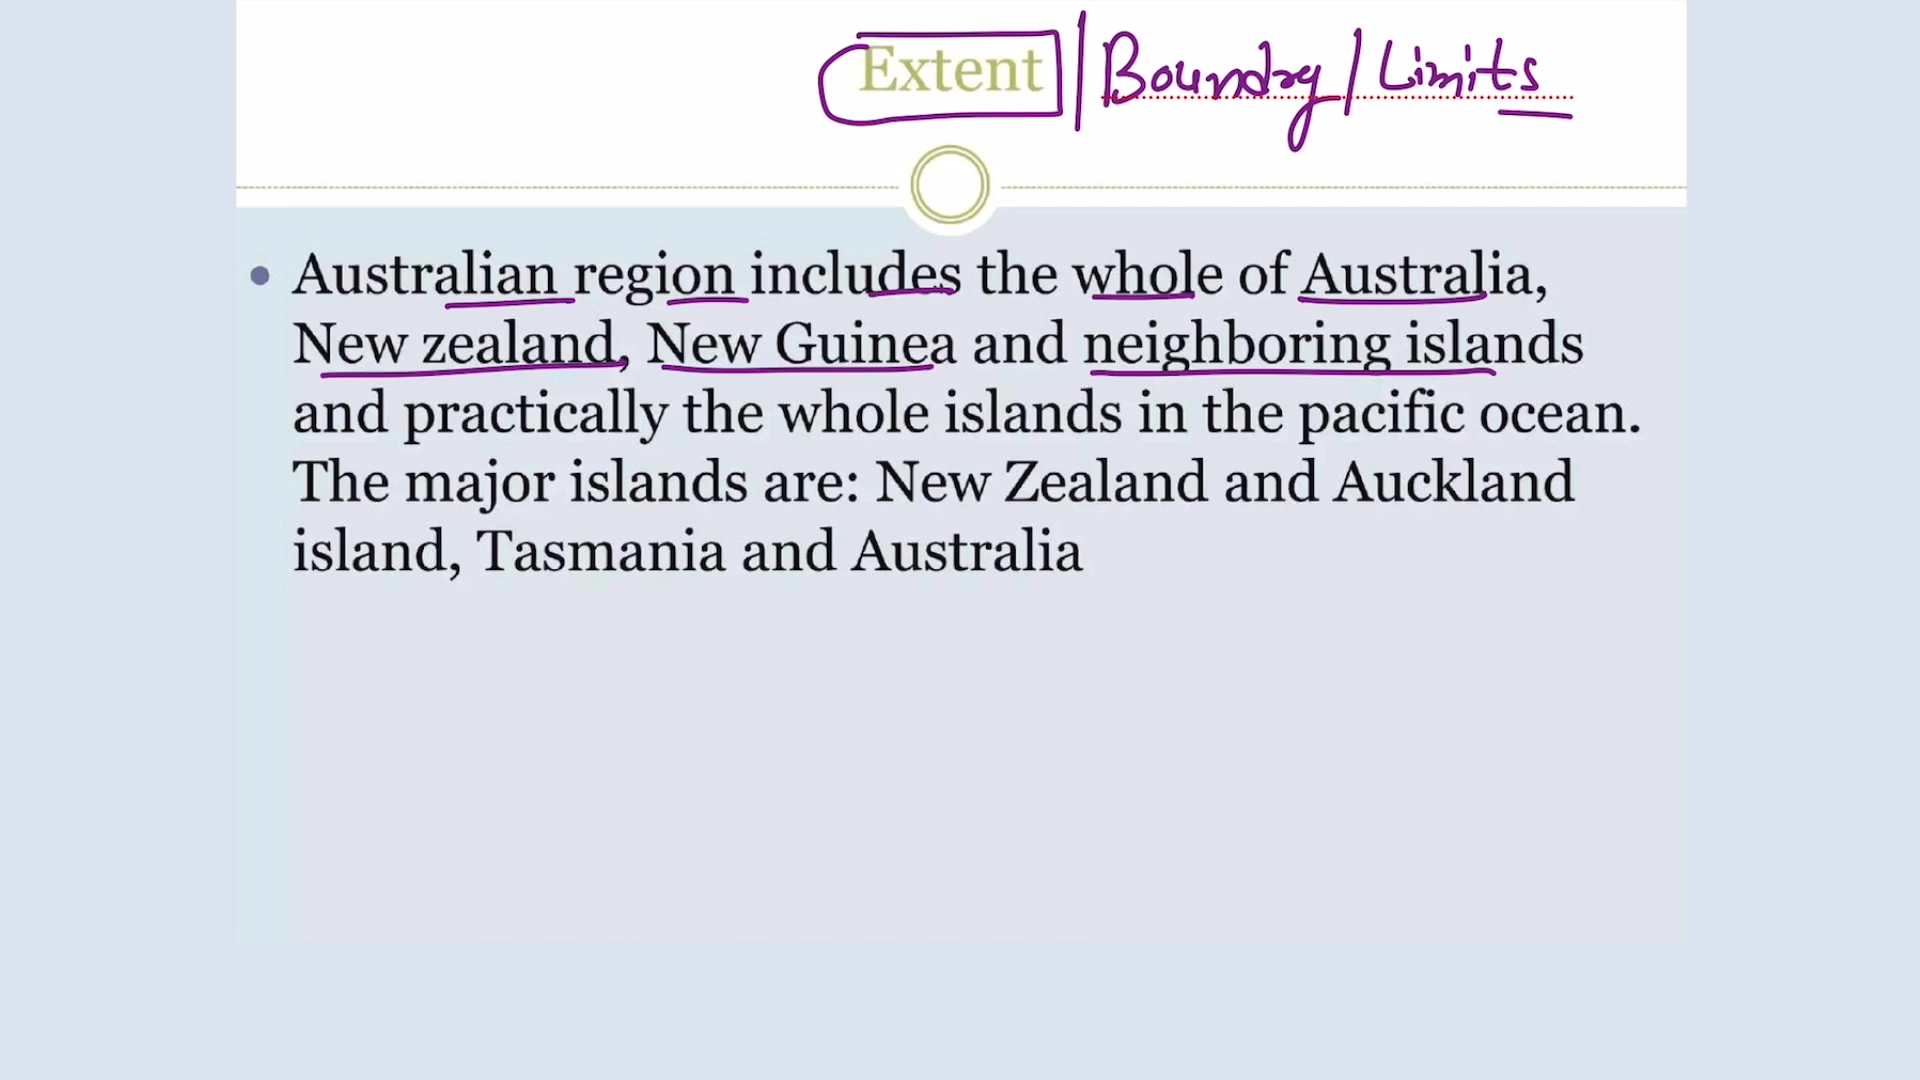 Extent | Boundry / Limits
• Australian region includes the whole of Australia,
New zealand, New Guinea and neighboring islands
and practically the whole islands in the pacific ocean.
The major islands are: New Zealand and Auckland
island, Tasmania and Australia